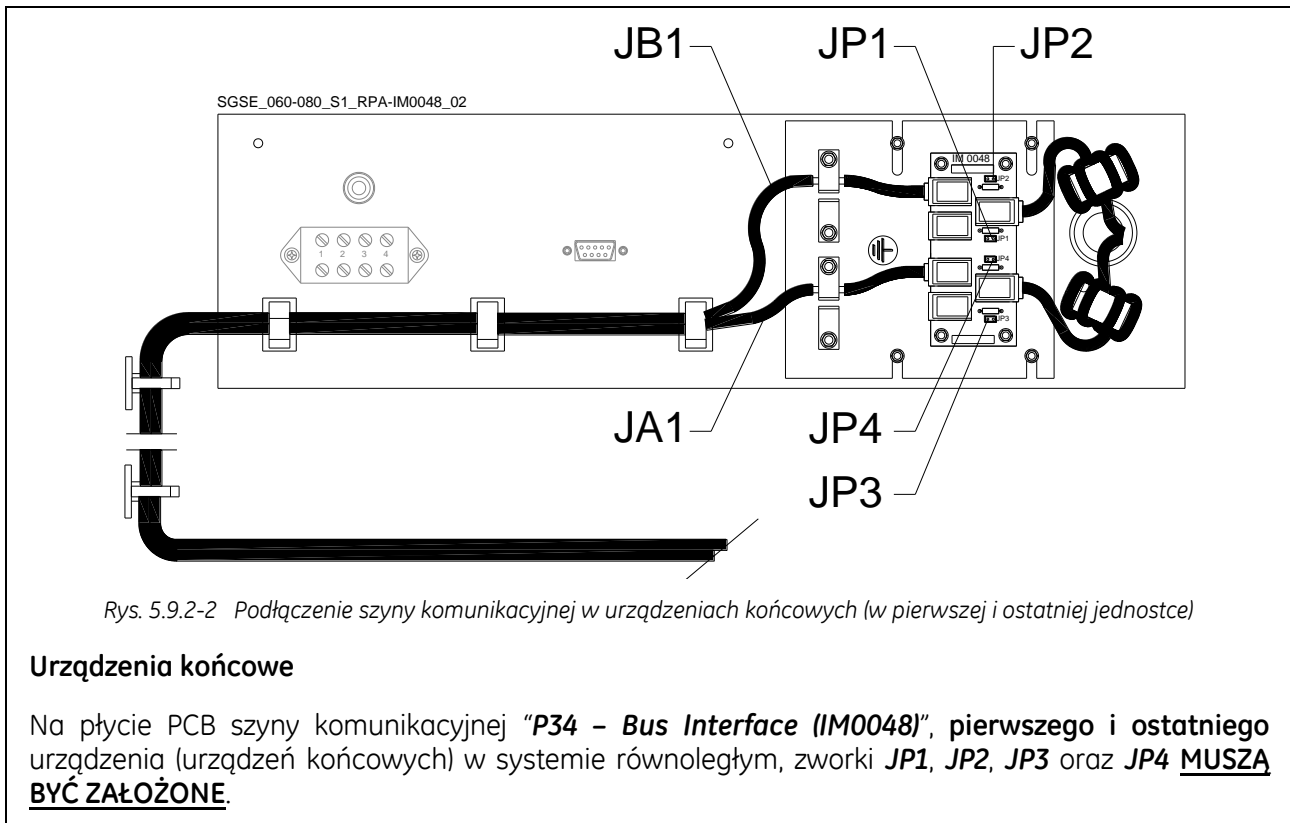 JB1 JP1 JP2
SGSE_060-080_S1_RPA-IM0048_02
IM 0048
JP2
1 2 3 4
JP1
JP4
JP3
JA1 JP4
JP3
Rys. 5.9.2-2 Podłączenie szyny komunikacyjnej w urządzeniach końcowych (w pierwszej i ostatniej jednostce)
Urządzenia końcowe
Na płycie PCB szyny komunikacyjnej “P34 – Bus Interface (IM0048)”, pierwszego i ostatniego
urządzenia (urządzeń końcowych) w systemie równoległym, zworki JP1, JP2, JP3 oraz JP4 MUSZĄ
BYĆ ZAŁOŻONE.